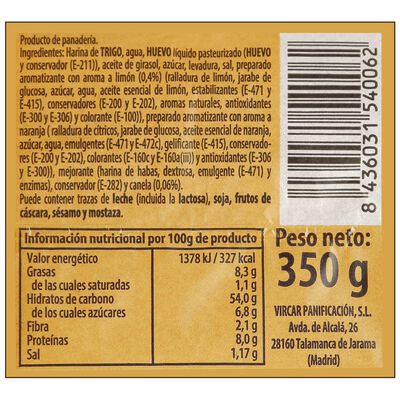 Producto de panadería.
Ingredientes: Harina de TRIGO, agua, HUEVO líquido pasteurizado (HUEVO
y conservador (E-211)), aceite de girasol, azúcar, levadura, sal, preparado
aromatizante con aroma a limón (0,4%) (ralladura de limón, jarabe de
glucosa, azúcar, agua, aceite esencial de limón, estabilizantes (E-471 y
E-415), conservadores (E-200 y E-202), aromas naturales, antioxidantes
(E-300 y E-306) y colorante (E-100)), preparado aromatizante con aroma a
naranja ( ralladura de cítricos, jarabe de glucosa, aceite esencial de naranja,
azúcar, agua, emulgentes (E-471 y E-472c), gelificante (E-415), conservado-
res (E-200 y E-202), colorantes (E-160c y E-160a(iii)) y antioxidantes (E-306
y E-300)), mejorante (harina de habas, dextrosa, emulgente (E-471) y
enzimas), conservador (E-282) y canela (0,06%).
Puede contener trazas de leche (incluida la lactosa), soja, frutos de
cáscara, sésamo y mostaza.
8 436031 540062
Información nutricional por 100g de producto
Valor energético 1378 kJ / 327 kcal
Grasas 8,3 g
de las cuales saturadas 1,1 g
Hidratos de carbono 54,0 g
de los cuales azúcares 6,8 g
Fibra 2,1 g
Proteínas 8,0 g
Sal 1,17 g
Peso neto:
350 g
VIRCAR PANIFICACIÓN, S.L.
Avda. de Alcalá, 26
28160 Talamanca de Jarama
(Madrid)